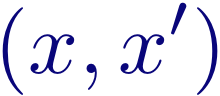 (x, x′)